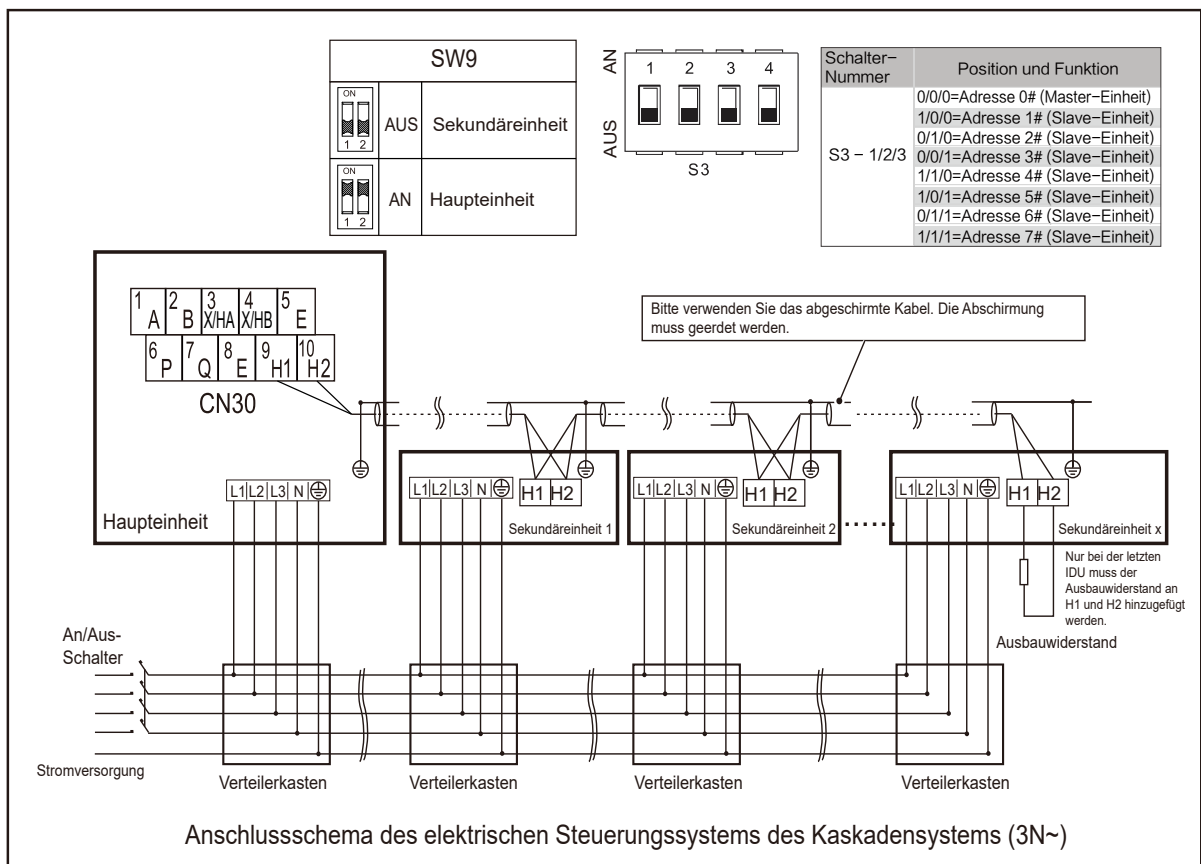 SW9
ON
1 2
AUS
Sekundäreinheit
ON
1 2
AN
Haupteinheit
AN
AUS
1 2 3 4
S3
Schalter-
Nummer
Position und Funktion
S3 – 1/2/3
0/0/0=Adresse 0# (Master-Einheit)
1/0/0=Adresse 1# (Slave-Einheit)
0/1/0=Adresse 2# (Slave-Einheit)
0/0/1=Adresse 3# (Slave-Einheit)
1/1/0=Adresse 4# (Slave-Einheit)
1/0/1=Adresse 5# (Slave-Einheit)
0/1/1=Adresse 6# (Slave-Einheit)
1/1/1=Adresse 7# (Slave-Einheit)
1 A 2 B 3 X/HA 4 X/HB 5 E
6 P 7 Q 8 E 9 H1 10 H2
CN30
Bitte verwenden Sie das abgeschirmte Kabel. Die Abschirmung
muss geerdet werden.
L1 L2 L3 N
Haupteinheit
L1 L2 L3 N
H1 H2
Sekundäreinheit 1
L1 L2 L3 N
H1 H2
Sekundäreinheit 2
L1 L2 L3 N
H1 H2
Sekundäreinheit x
Nur bei der letzten
IDU muss der
Ausbauwiderstand an
H1 und H2 hinzugefügt
werden.
Ausbauwiderstand
An/Aus-
Schalter
Stromversorgung
Verteilerkasten
Verteilerkasten
Verteilerkasten
Verteilerkasten
Anschlussschema des elektrischen Steuerungssystems des Kaskadensystems (3N~)